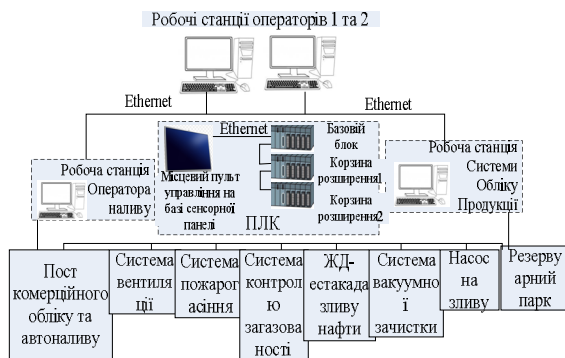 Робочі станції операторів 1 та 2
Ethernet
Ethernet
Ethernet
Базовій
блок
Корзина
розширення1
Корзина
розширення2
Місцевий пульт
управління на
базі сенсорної
панелі
ПЛК
Робоча станція
Оператора
наливу
Робоча станція
Системи
Обліку
Продукції
Пост
комерційного
обліку та
автоналиву
Система
вентиля
ції
Система
пожарог
асіння
Система
контрол
ю
загазова
ності
ЖД-
естакада
зливу
нафти
Система
вакуумно
ї
зачистки
Насос
на
зливу
Резерву
арний
парк